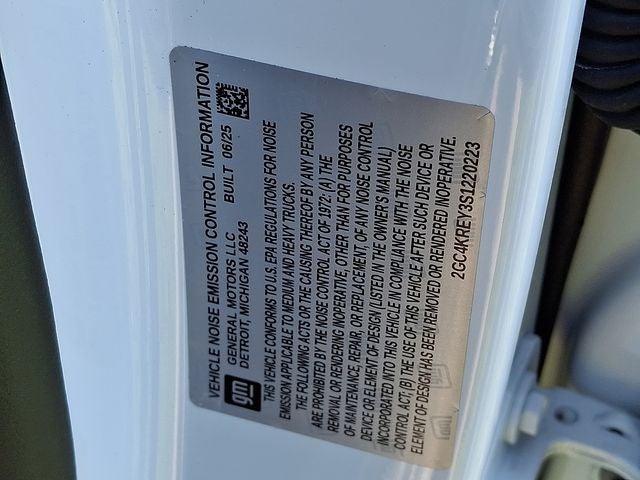 VEHICLE NOISE EMISSION CONTROL INFORMATION
gm
GENERAL MOTORS LLC
DETROIT, MICHIGAN 48243
BUILT 06/25
THIS VEHICLE CONFORMS TO U.S. EPA REGULATIONS FOR NOISE
EMISSION APPLICABLE TO MEDIUM AND HEAVY TRUCKS.
THE FOLLOWING ACTS OR THE CAUSING THEREOF BY ANY PERSON
ARE PROHIBITED BY THE NOISE CONTROL ACT OF 1972: (A) THE
REMOVAL OR RENDERING INOPERATIVE, OTHER THAN FOR PURPOSES
OF MAINTENANCE, REPAIR, OR REPLACEMENT OF ANY NOISE CONTROL
DEVICE OR ELEMENT OF DESIGN (LISTED IN THE OWNER'S MANUAL)
INCORPORATED INTO THIS VEHICLE IN COMPLIANCE WITH THE NOISE
CONTROL ACT; (B) THE USE OF THIS VEHICLE AFTER SUCH DEVICE OR
ELEMENT OF DESIGN HAS BEEN REMOVED OR RENDERED INOPERATIVE.
2GC4KREY3S1220223